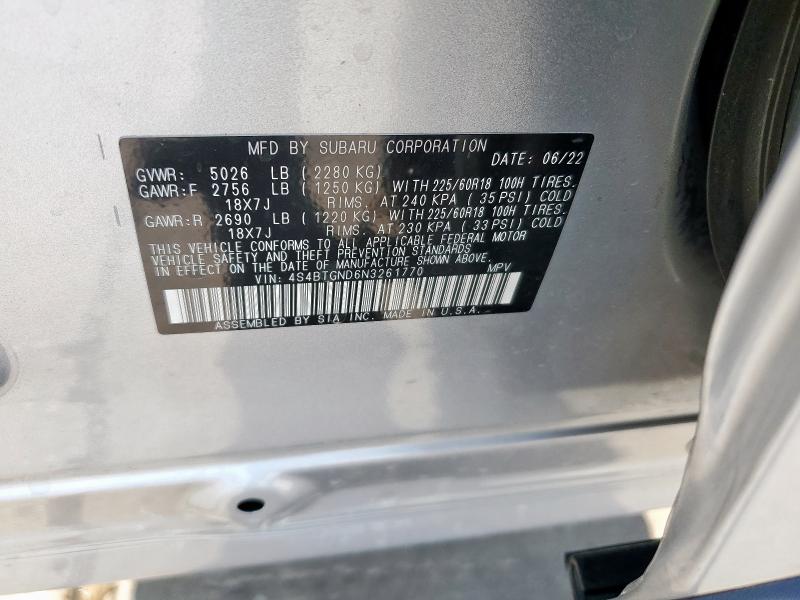 MFD BY SUBARU CORPORATION
DATE: 06/22
GVWR: 5026 LB ( 2280 KG)
GAWR:F 2756 LB ( 1250 KG) WITH 225/60R18 100H TIRES.
18X7J RIMS. AT 240 KPA ( 35 PSI) COLD
GAWR:R 2690 LB ( 1220 KG) WITH 225/60R18 100H TIRES.
18X7J RIMS. AT 230 KPA ( 33 PSI) COLD
THIS VEHICLE CONFORMS TO ALL APPLICABLE FEDERAL MOTOR
VEHICLE SAFETY AND THEFT PREVENTION STANDARDS
IN EFFECT ON THE DATE OF MANUFACTURE SHOWN ABOVE.
VIN: 4S4BTGND6N3261770 MPV
ASSEMBLED BY SIA INC. MADE IN U.S.A.